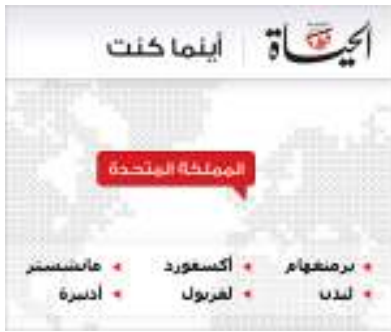 الحياة أينما كنت
المملكة المتحدة
برمنغهام أكسفورد مانشستر
لندن لفربول أدنبرة